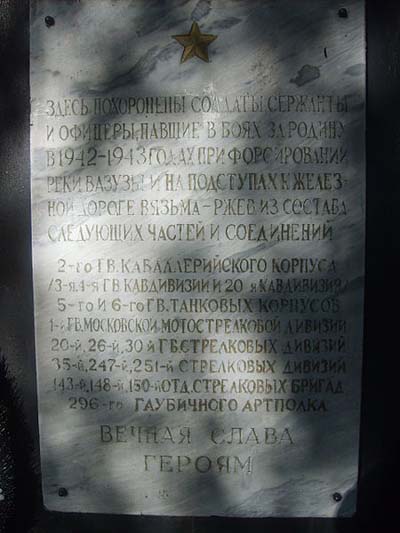 ЗДЕСЬ ПОХОРОНЕНЫ СОЛДАТЫ СЕРЖАНТЫ
И ОФИЦЕРЫ, ПАВШИЕ В БОЯХ ЗА РОДИНУ
В 1942-1943 ГОДАХ ПРИ ФОРСИРОВАНИИ
РЕКИ ВАЗУЗЫ И НА ПОДСТУПАХ К ЖЕЛЕЗ-
НОЙ ДОРОГЕ ВЯЗЬМА-РЖЕВ ИЗ СОСТАВА
СЛЕДУЮЩИХ ЧАСТЕЙ И СОЕДИНЕНИЙ
2-го ГВ. КАВАЛЛЕРИЙСКОГО КОРПУСА
/3-я, 4-я ГВ КАВДИВИЗИИ И 20 я КАВДИВИЗИЯ/
5-го И 6-го ГВ. ТАНКОВЫХ КОРПУСОВ
1-й ГВ. МОСКОВСКОЙ МОТОСТРЕЛКОВОЙ ДИВИЗИИ
20-й, 26-й, 30 й ГВ. СТРЕЛКОВЫХ ДИВИЗИЙ
35-й, 247-й, 251-й СТРЕЛКОВЫХ ДИВИЗИЙ
143-й, 148-й, 150-й ОТД. СТРЕЛКОВЫХ БРИГАД
296-го ГАУБИЧНОГО АРТПОЛКА
ВЕЧНАЯ СЛАВА
ГЕРОЯМ